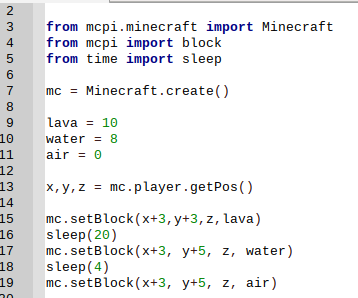 2
3 from mcpi.minecraft import Minecraft
4 from mcpi import block
5 from time import sleep
6
7 mc = Minecraft.create()
8
9 lava = 10
10 water = 8
11 air = 0
12
13 x,y,z = mc.player.getPos()
14
15 mc.setBlock(x+3,y+3,z,lava)
16 sleep(20)
17 mc.setBlock(x+3, y+5, z, water)
18 sleep(4)
19 mc.setBlock(x+3, y+5, z, air)